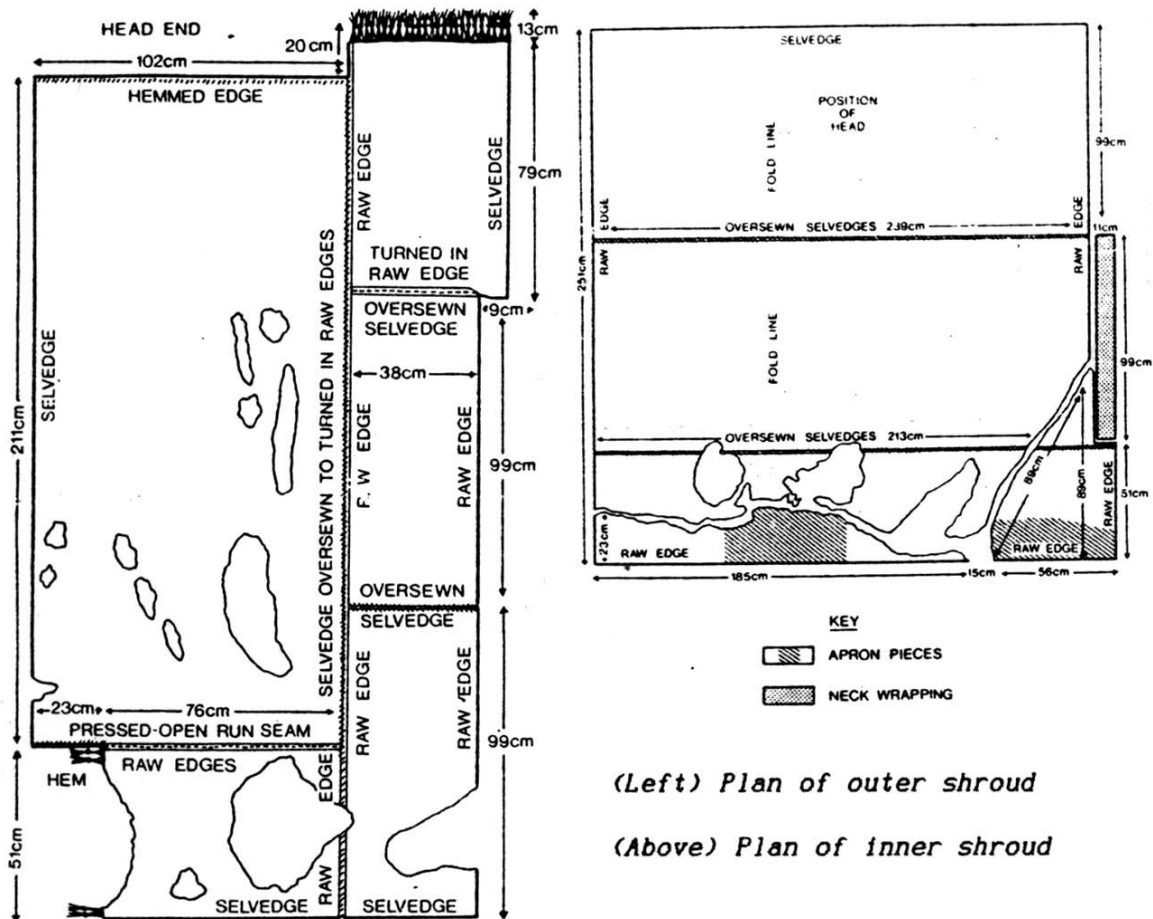 HEAD END
20cm
13cm
102cm
HEMMED EDGE
SELVEDGE
211cm
RAW EDGE
SELVEDGE
79cm
TURNED IN
RAW EDGE
OVERSEWN
SELVEDGE
9cm
38cm
SELVEDGE OVERSEWN TO TURNED IN RAW EDGES
F. W EDGE
RAW EDGE
99cm
OVERSEWN
SELVEDGE
23cm
76cm
PRESSED-OPEN RUN SEAM
RAW EDGE
RAW EDGE
99cm
HEM
RAW EDGES
RAW EDGE
51cm
SELVEDGE
SELVEDGE
SELVEDGE
POSITION
OF
HEAD
FOLD LINE
99cm
251cm
EDGE
EDGE
OVERSEWN SELVEDGES 239cm
11cm
RAW
RAW
FOLD LINE
99cm
OVERSEWN SELVEDGES 213cm
89cm
89cm
51cm
RAW EDGE
23cm
RAW EDGE
RAW EDGE
185cm
15cm
56cm
KEY
APRON PIECES
NECK WRAPPING
(Left) Plan of outer shroud
(Above) Plan of inner shroud